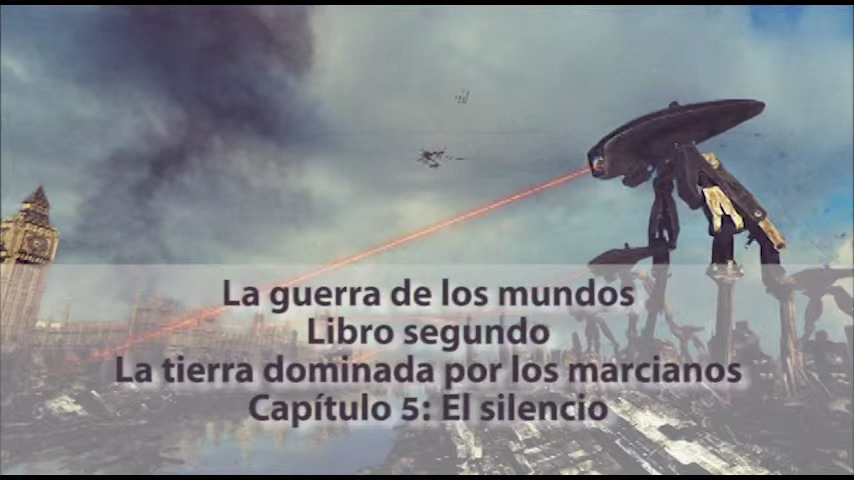 La guerra de los mundos
Libro segundo
La tierra dominada por los marcianos
Capítulo 5: El silencio